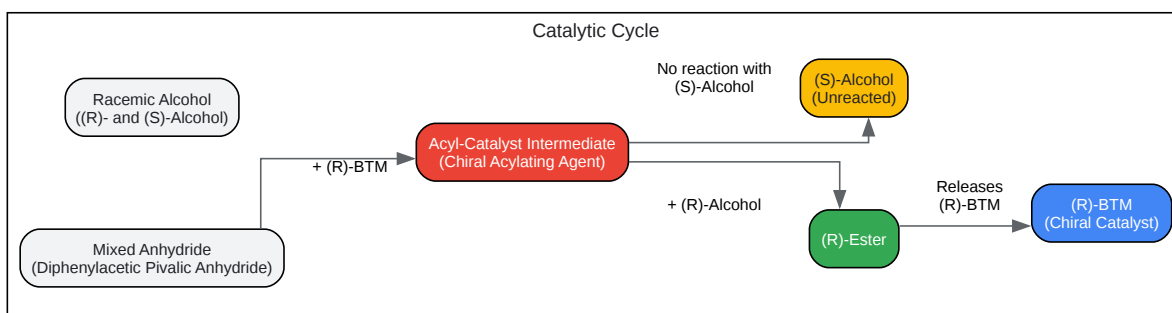 Catalytic Cycle
Racemic Alcohol
((R)- and (S)-Alcohol)
Mixed Anhydride
(Diphenylacetic Pivalic Anhydride)
+ (R)-BTM
Acyl-Catalyst Intermediate
(Chiral Acylating Agent)
No reaction with
(S)-Alcohol
(S)-Alcohol
(Unreacted)
+ (R)-Alcohol
(R)-Ester
Releases
(R)-BTM
(R)-BTM
(Chiral Catalyst)